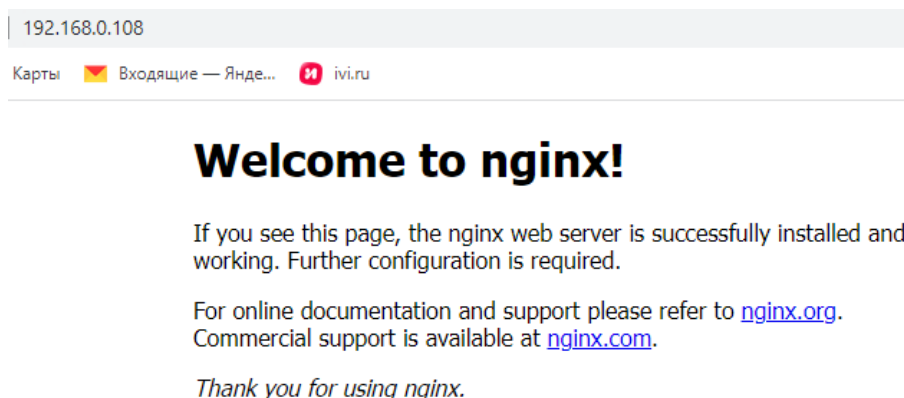 192.168.0.108
Карты Входящие — Янде... ivi.ru
Welcome to nginx!
If you see this page, the nginx web server is successfully installed and
working. Further configuration is required.
For online documentation and support please refer to nginx.org.
Commercial support is available at nginx.com.
Thank you for using nginx.